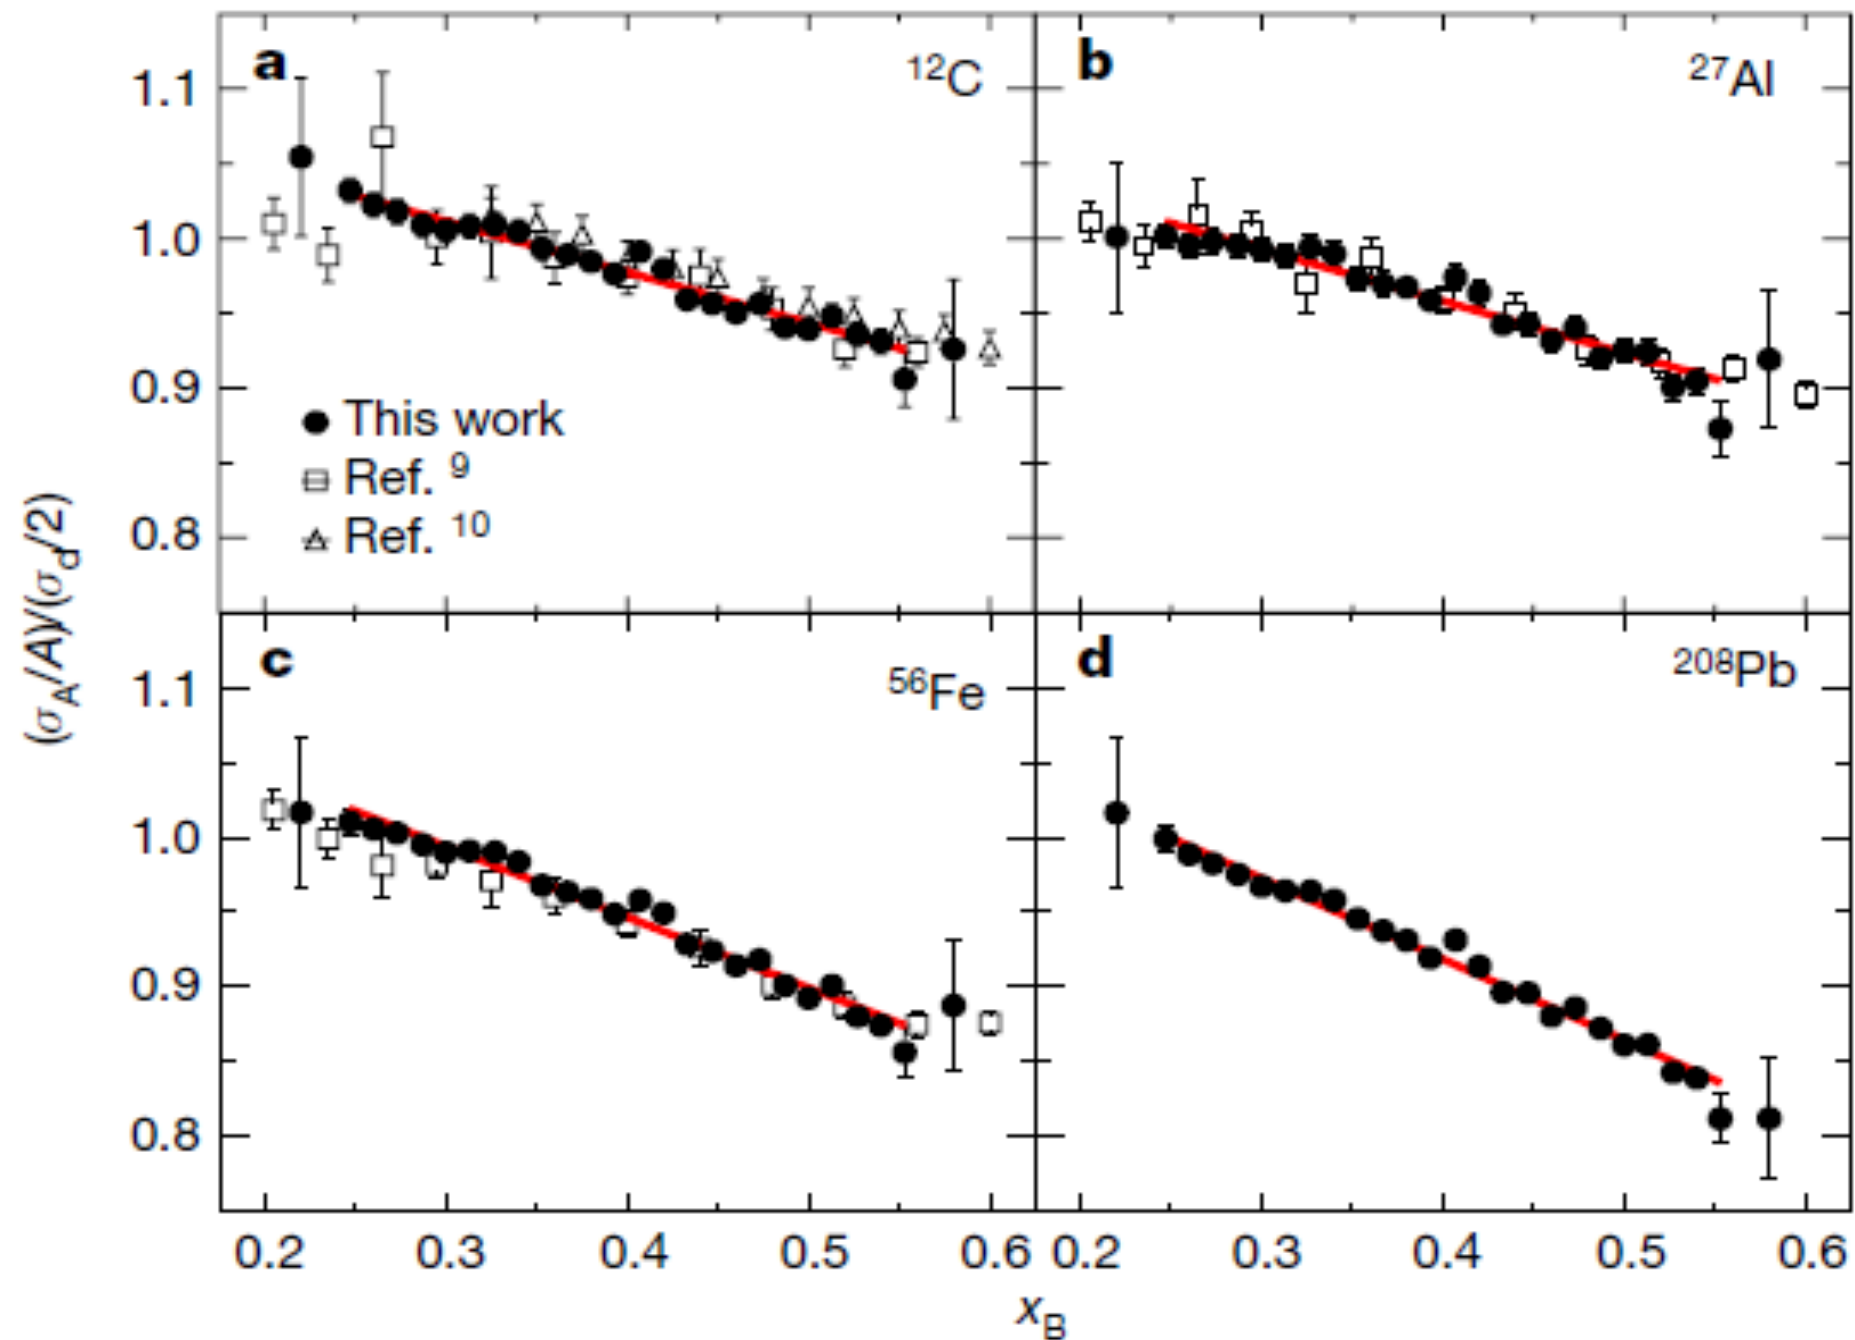 a
¹²C
b
²⁷Al
1.1
1.0
0.9
0.8
This work
Ref. ⁹
Ref. ¹⁰
(σA/A)/(σd/2)
c
⁵⁶Fe
d
²⁰⁸Pb
1.1
1.0
0.9
0.8
0.2 0.3 0.4 0.5 0.6 0.2 0.3 0.4 0.5 0.6
xB